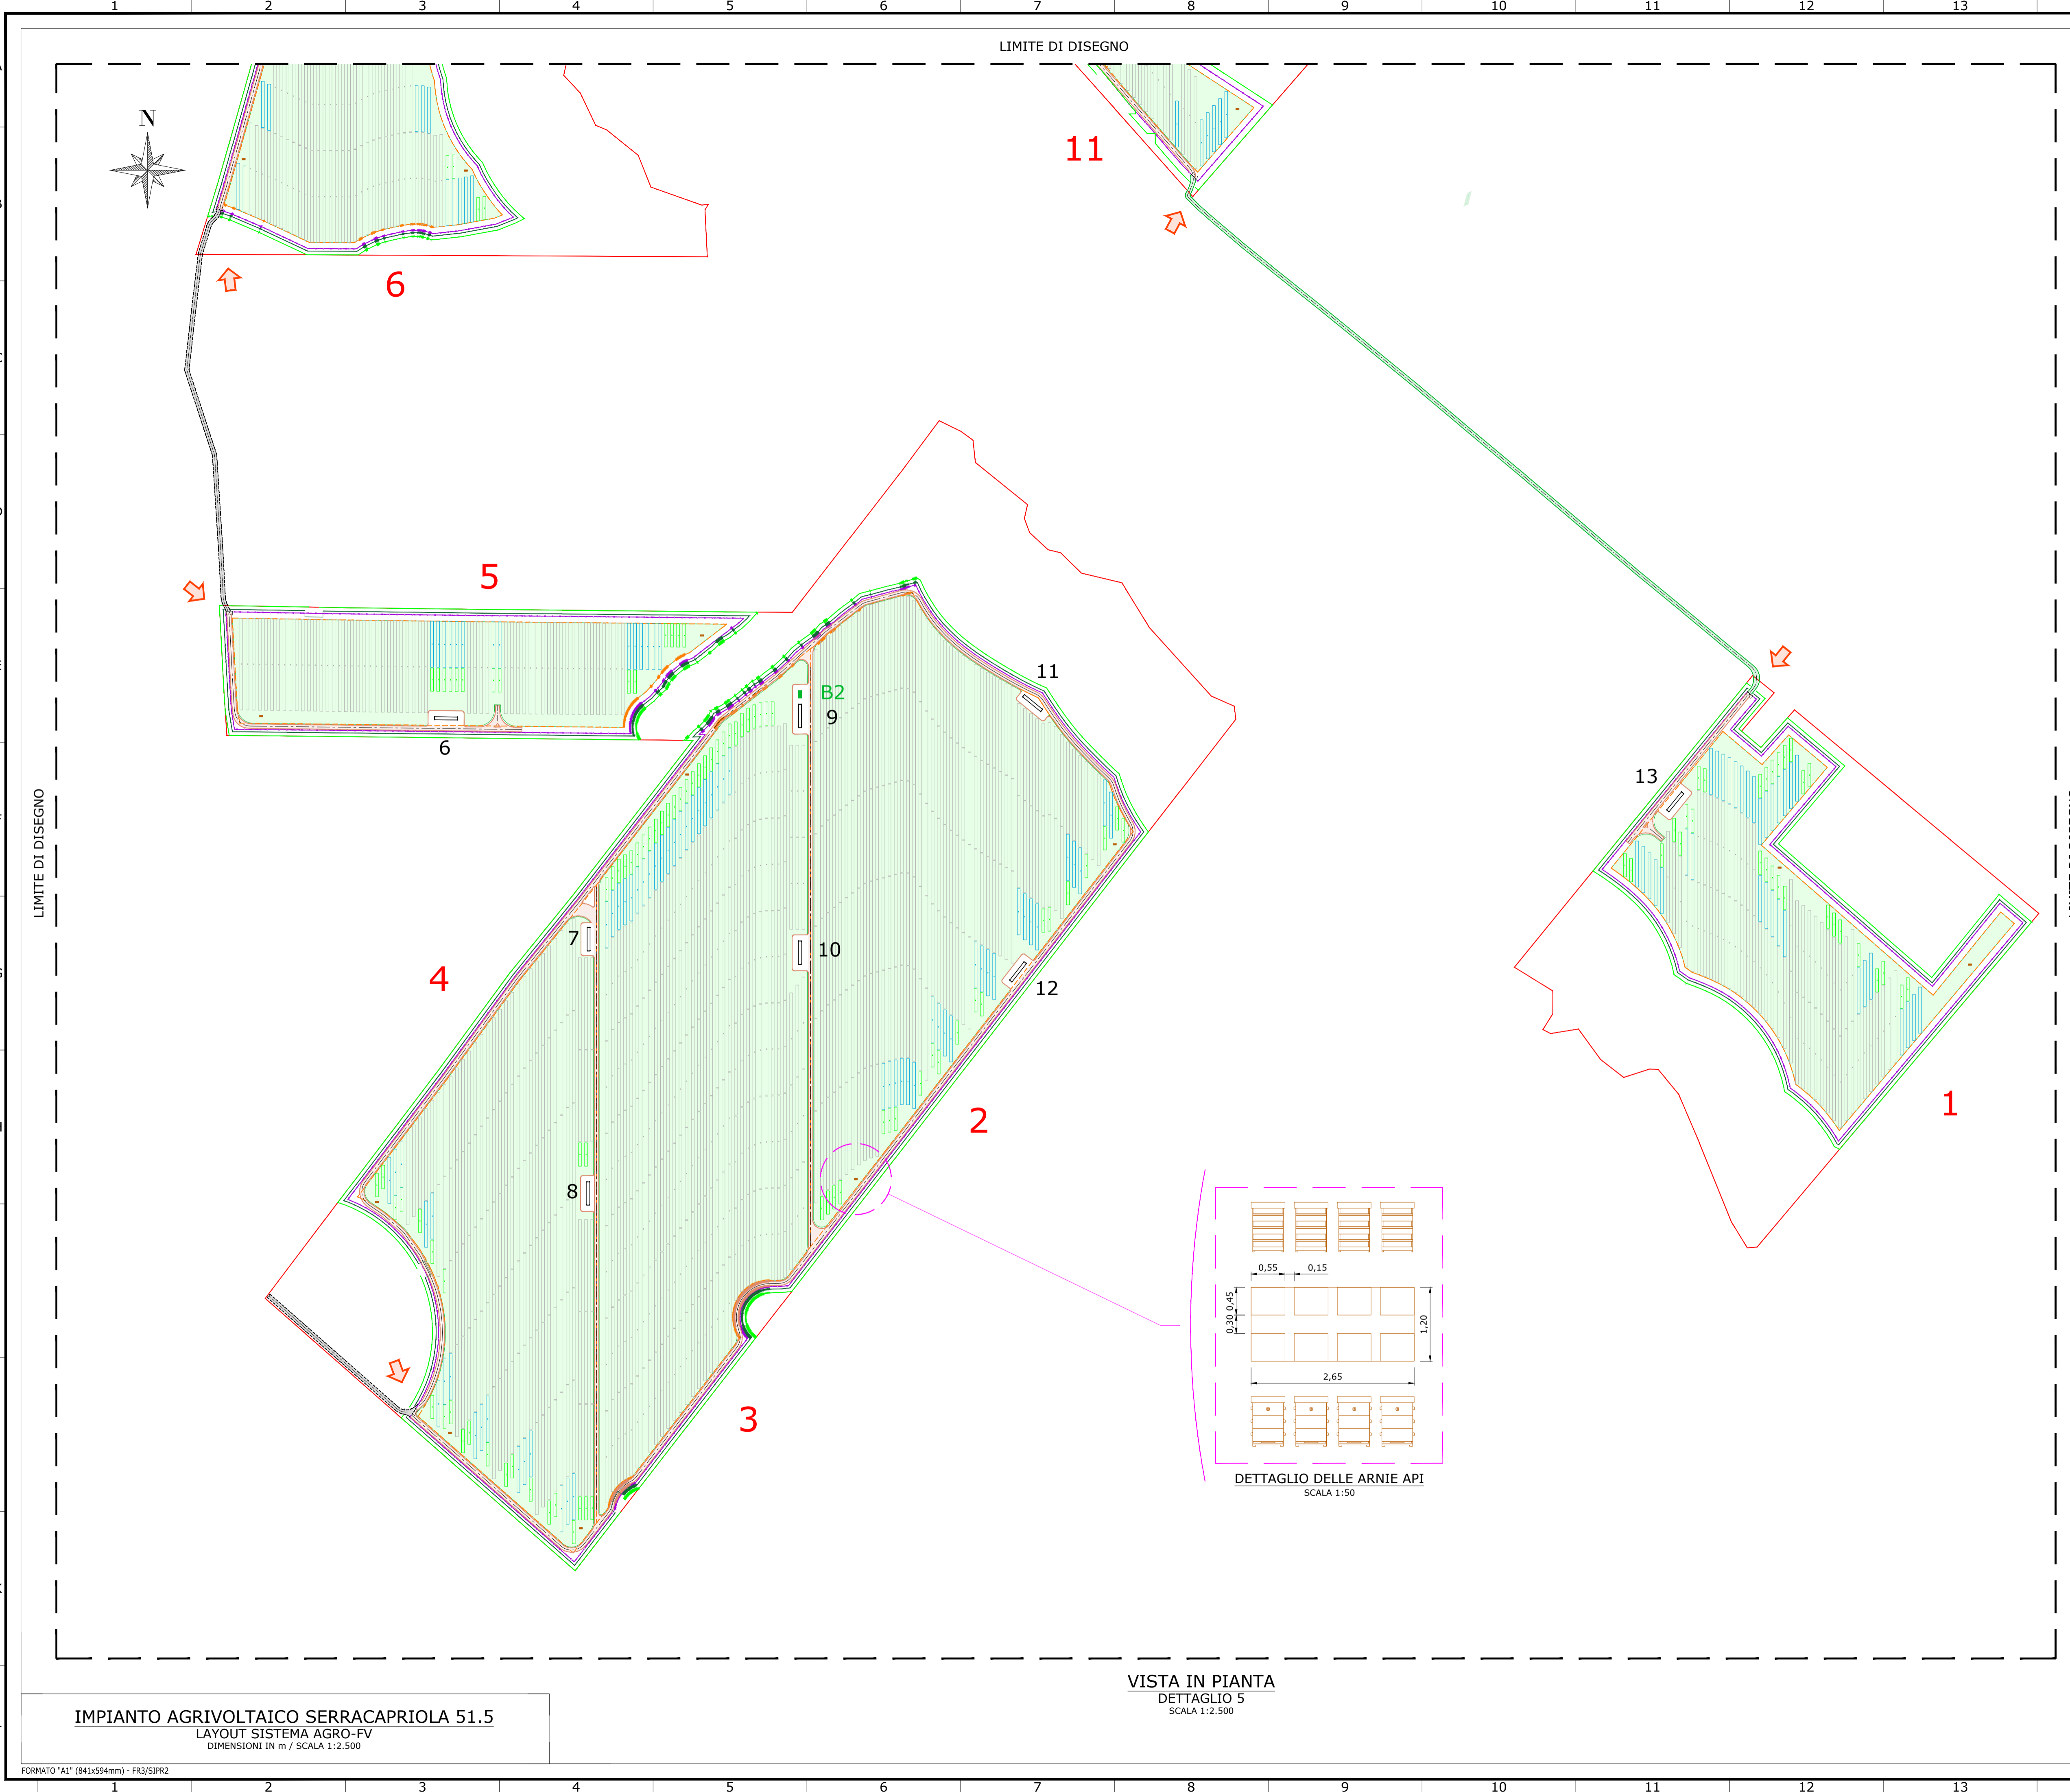 1 2 3 4 5 6 7 8 9 10 11 12 13
LIMITE DI DISEGNO
N
11
6
5
11
B2
9
6
13
7
10
4
12
LIMITE DI DISEGNO
1
2
8
0,55 0,15
0,45
0,30
1,20
2,65
3
DETTAGLIO DELLE ARNIE API
SCALA 1:50
VISTA IN PIANTA
DETTAGLIO 5
SCALA 1:2.500
IMPIANTO AGRIVOLTAICO SERRACAPRIOLA 51.5
LAYOUT SISTEMA AGRO-FV
DIMENSIONI IN m / SCALA 1:2.500
FORMATO "A1" (841x594mm) - FR3/SIPR2
1 2 3 4 5 6 7 8 9 10 11 12 13